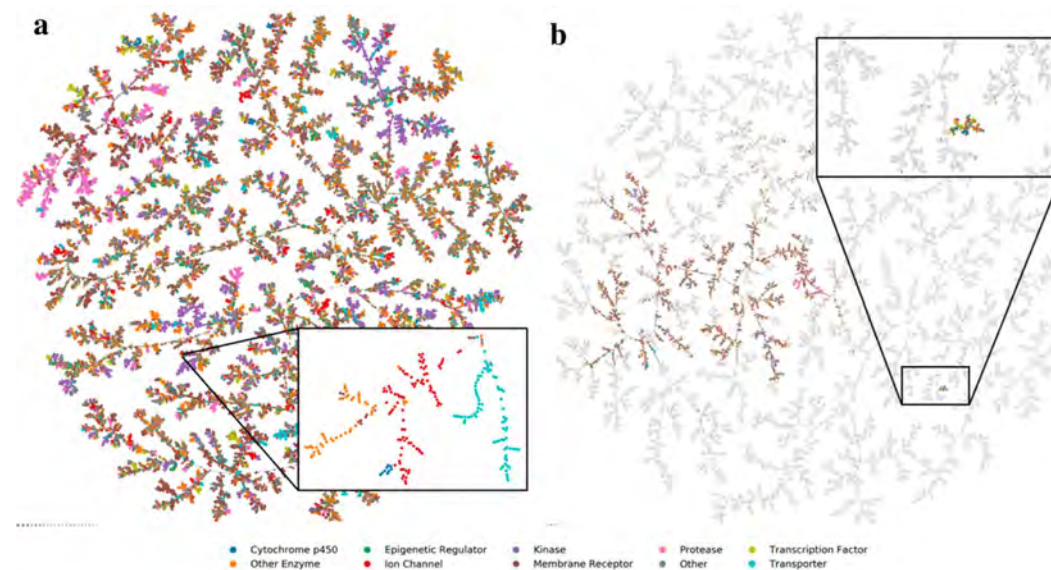 a
b
Cytochrome p450 Epigenetic Regulator Kinase Protease Transcription Factor
Other Enzyme Ion Channel Membrane Receptor Other Transporter